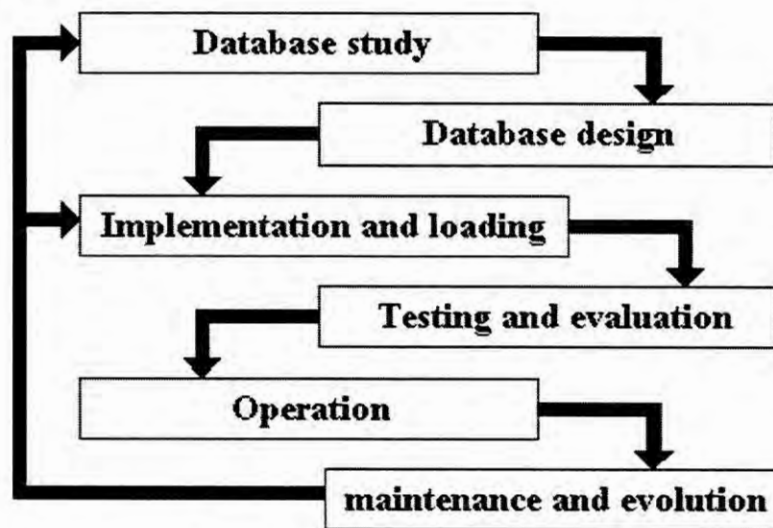 Database study
Database design
Implementation and loading
Testing and evaluation
Operation
maintenance and evolution